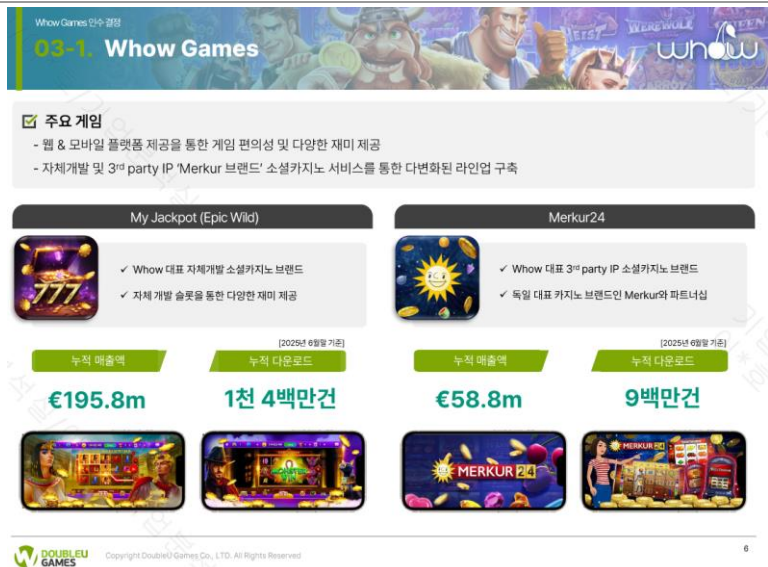 Whow Games 인수 결정
03-1. Whow Games
whow
주요 게임
- 웹 & 모바일 플랫폼 제공을 통한 게임 편의성 및 다양한 재미 제공
- 자체개발 및 3rd party IP ‘Merkur 브랜드’ 소셜카지노 서비스를 통한 다변화된 라인업 구축
My Jackpot (Epic Wild)
777
✓ Whow 대표 자체개발 소셜카지노 브랜드
✓ 자체 개발 슬롯을 통한 다양한 재미 제공
[2025년 6월말 기준]
누적 매출액
누적 다운로드
€195.8m
1천 4백만건
Merkur24
✓ Whow 대표 3rd party IP 소셜카지노 브랜드
✓ 독일 대표 카지노 브랜드인 Merkur와 파트너십
[2025년 6월말 기준]
누적 매출액
누적 다운로드
€58.8m
9백만건
MERKUR 24
MERKUR 24
DOUBLEU
GAMES
Copyright DoubleU Games Co., LTD. All Rights Reserved
6